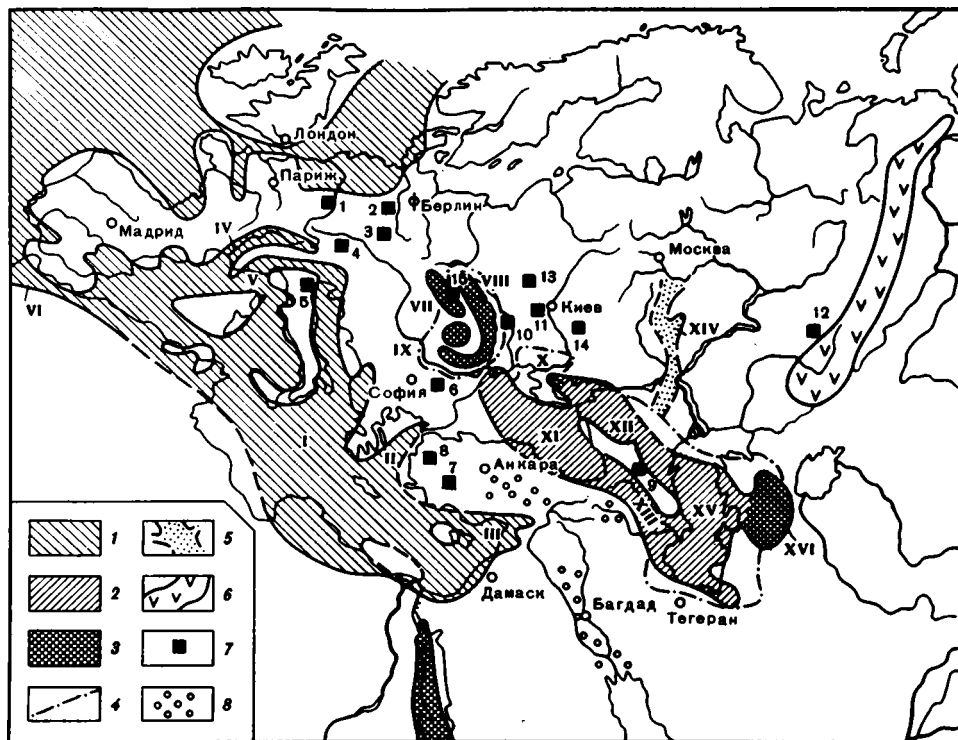 Лондон
Париж
1
2
Берлин
Мадрид
IV
3
4
Москва
VI
V
5
15
VIII
13
VII
Киев
11
10
14
XIV
12
IX
X
София
6
XI
XII
I
II
8
Анкара
9
7
XIII
XV
III
XVI
Дамаск
Багдад
Тегеран
1
5
2
6
3
7
4
8